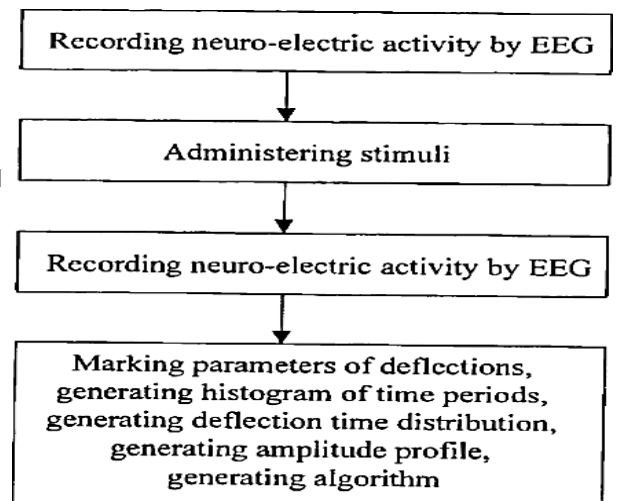 Recording neuro-electric activity by EEG
Administering stimuli
Recording neuro-electric activity by EEG
Marking parameters of deflections,
generating histogram of time periods,
generating deflection time distribution,
generating amplitude profile,
generating algorithm